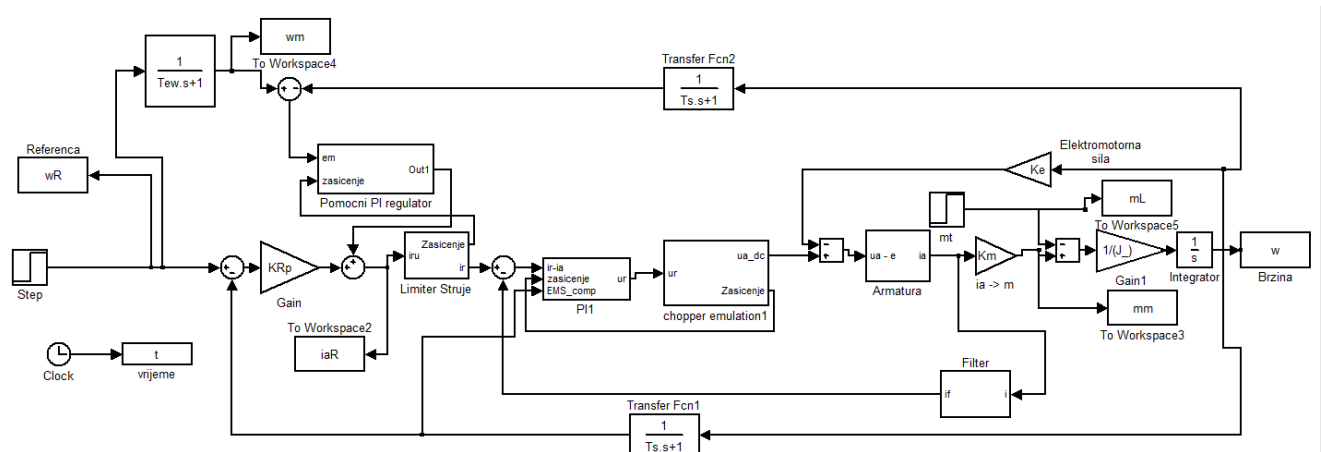 1
Tew.s+1
wm
To Workspace4
+ -
Transfer Fcn2
1
Ts.s+1
Referenca
wR
em
zasicenje
Out1
Pomocni PI regulator
Elektromotorna
sila
Ke
mL
To Workspace5
mt
Step
KRp
Gain
Zasicenje
iru
ir
Limiter Struje
ir-ia
zasicenje
EMS_comp
ur
PI1
ur
ua_dc
Zasicenje
chopper emulation1
ua - e
ia
Armatura
Km
ia -> m
1/(J_)
Gain1
1
s
Integrator
w
Brzina
mm
To Workspace3
To Workspace2
iaR
Clock
t
vrijeme
Filter
if
i
Transfer Fcn1
1
Ts.s+1